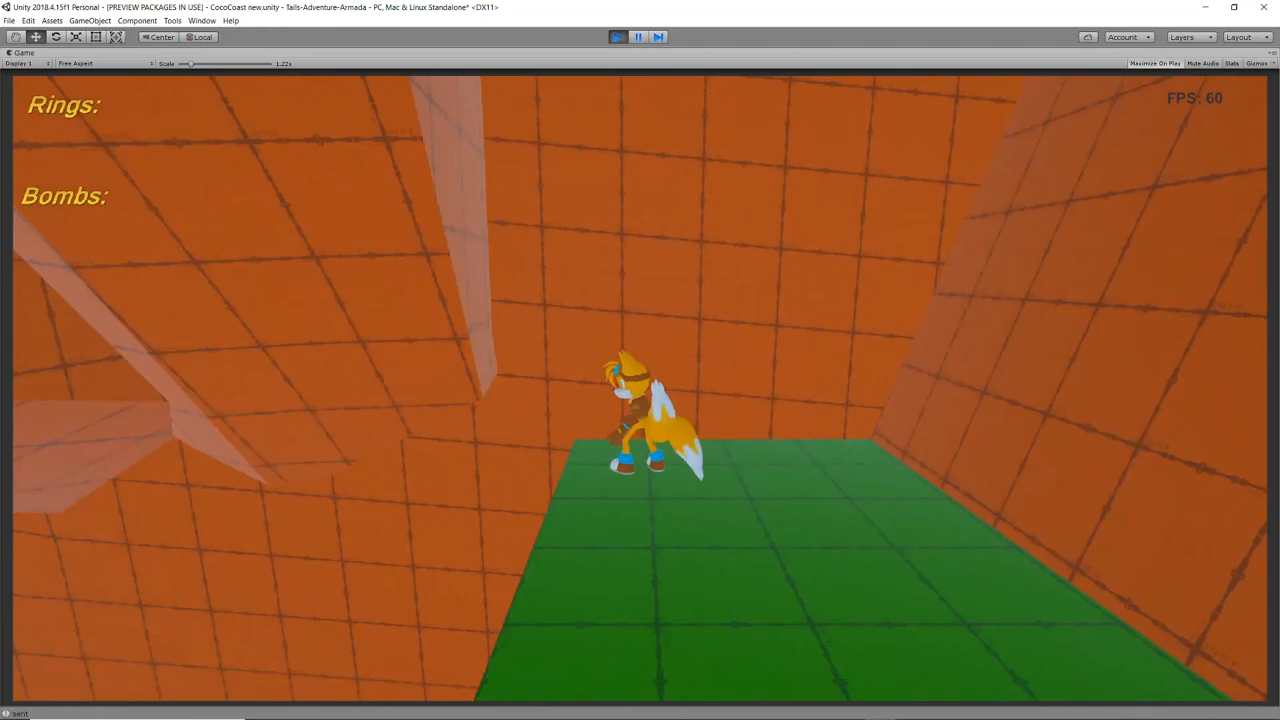 Unity 2018.4.15f1 Personal - [PREVIEW PACKAGES IN USE] - CocoCoast new.unity - Tails-Adventure-Armada - PC, Mac & Linux Standalone* <DX11>
File Edit Assets GameObject Component Tools Window Help
Center Local Account Layers Layout
Game
Display 1 Free Aspect Scale 1.22x Maximize On Play Mute Audio Stats Gizmos
Rings:
FPS: 60
Bombs:
sent